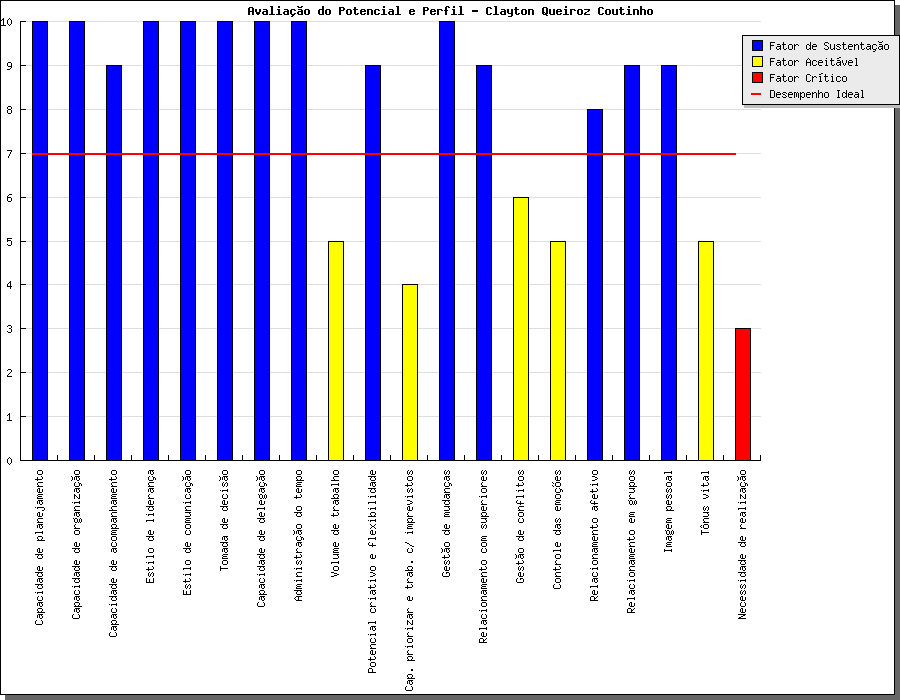 Avaliação do Potencial e Perfil - Clayton Queiroz Coutinho
Fator de Sustentação
Fator Aceitável
Fator Crítico
Desempenho Ideal
10
9
8
7
6
5
4
3
2
1
0
Capacidade de planejamento
Capacidade de organização
Capacidade de acompanhamento
Estilo de liderança
Estilo de comunicação
Tomada de decisão
Capacidade de delegação
Administração do tempo
Volume de trabalho
Potencial criativo e flexibilidade
Cap. priorizar e trab. c/ imprevistos
Gestão de mudanças
Relacionamento com superiores
Gestão de conflitos
Controle das emoções
Relacionamento afetivo
Relacionamento em grupos
Imagem pessoal
Tônus vital
Necessidade de realização